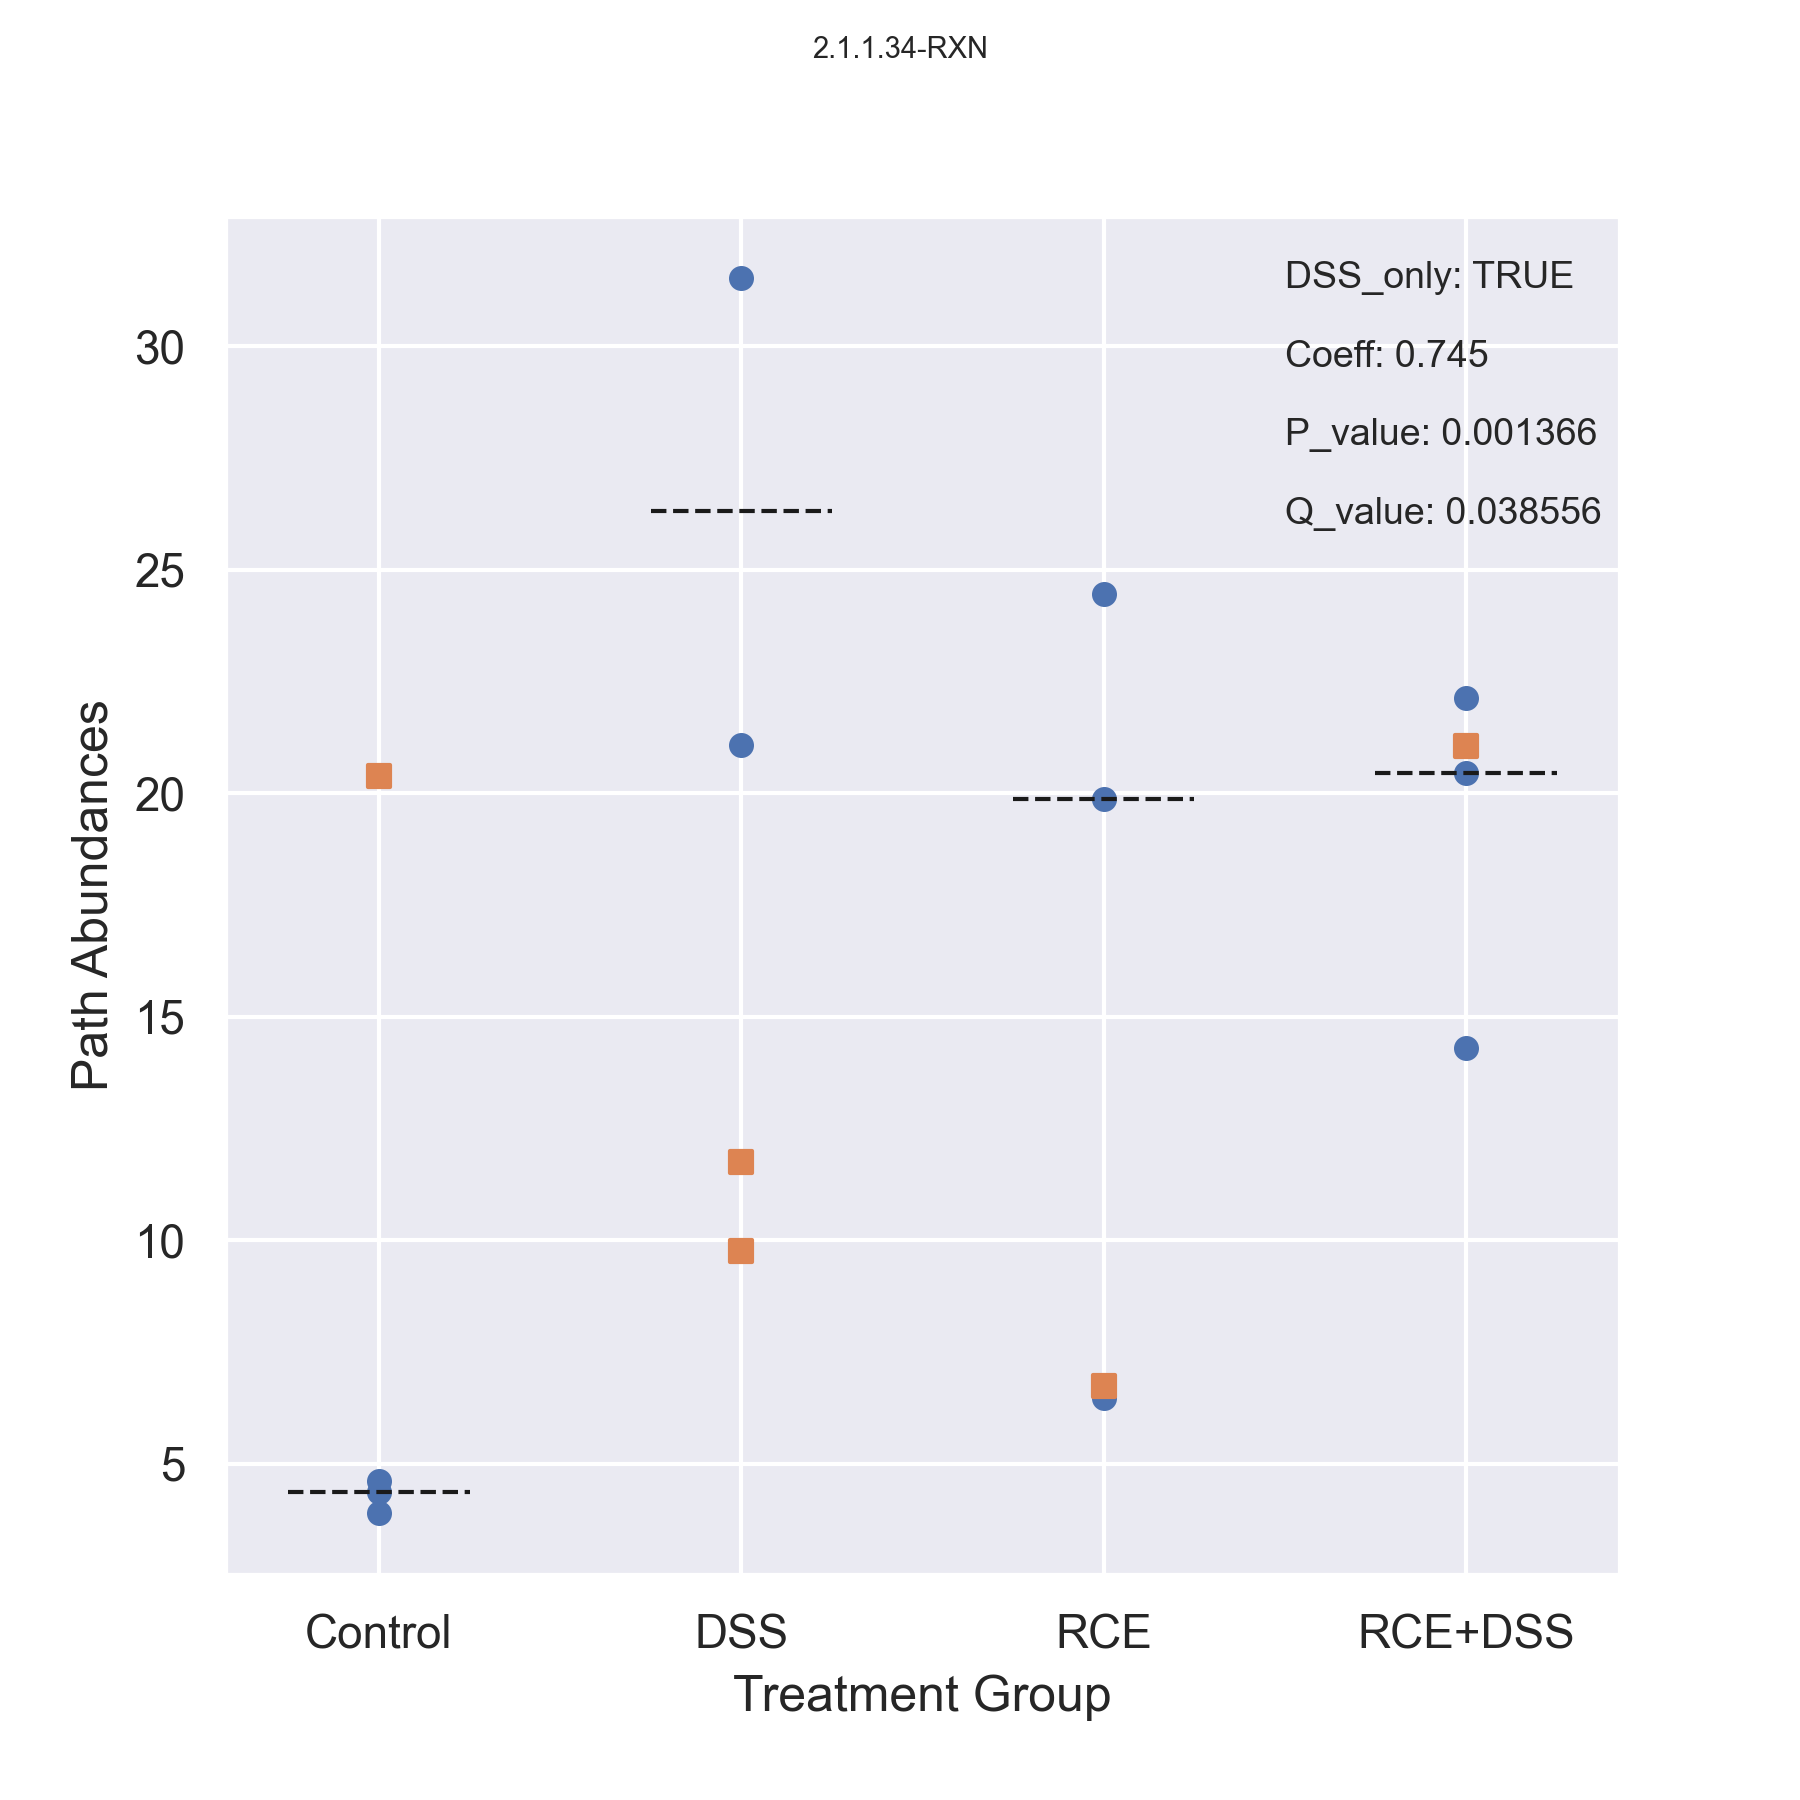 2.1.1.34-RXN
DSS_only: TRUE
Coeff: 0.745
P_value: 0.001366
Q_value: 0.038556
30
25
20
15
10
5
Path Abundances
Control DSS RCE RCE+DSS
Treatment Group